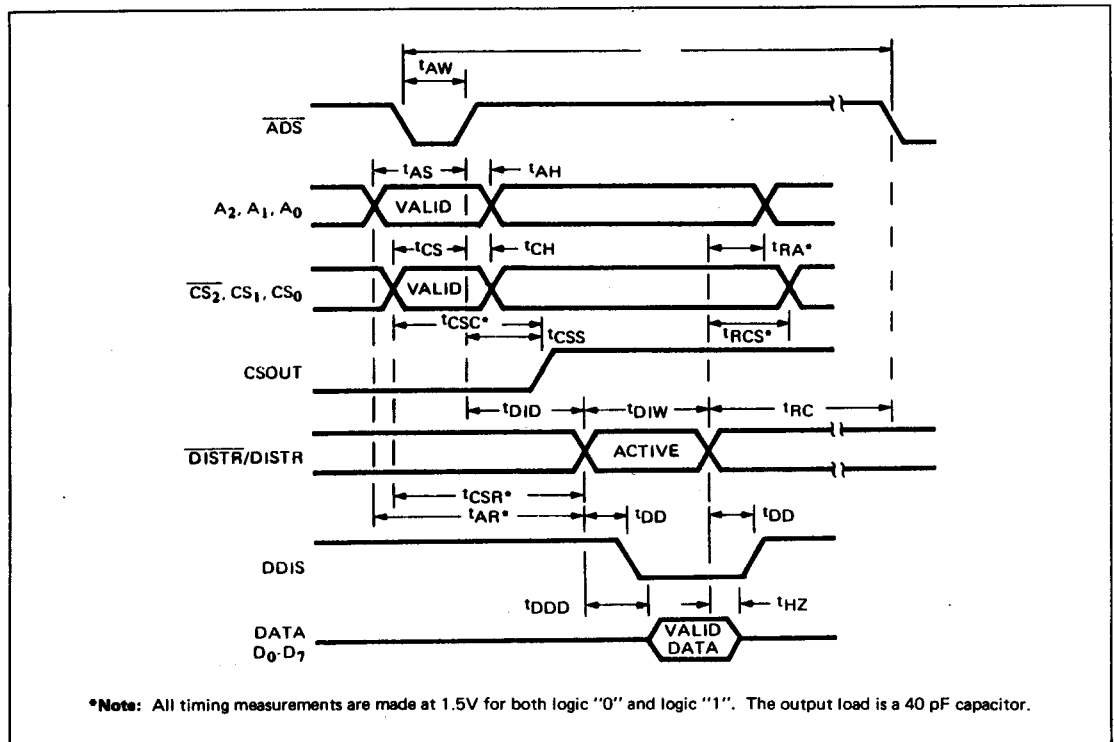 tAW
ADS
tAS tAH
A2, A1, A0 VALID
tCS tCH tRA*
CS2, CS1, CS0 VALID
tCSC* tRCS*
tCSS
CSOUT
tDID tDIW tRC
DISTR/DISTR ACTIVE
tCSR*
tAR* tDD tDD
DDIS
tDDD tHZ
DATA VALID
D0-D7 DATA
*Note: All timing measurements are made at 1.5V for both logic "0" and logic "1". The output load is a 40 pF capacitor.